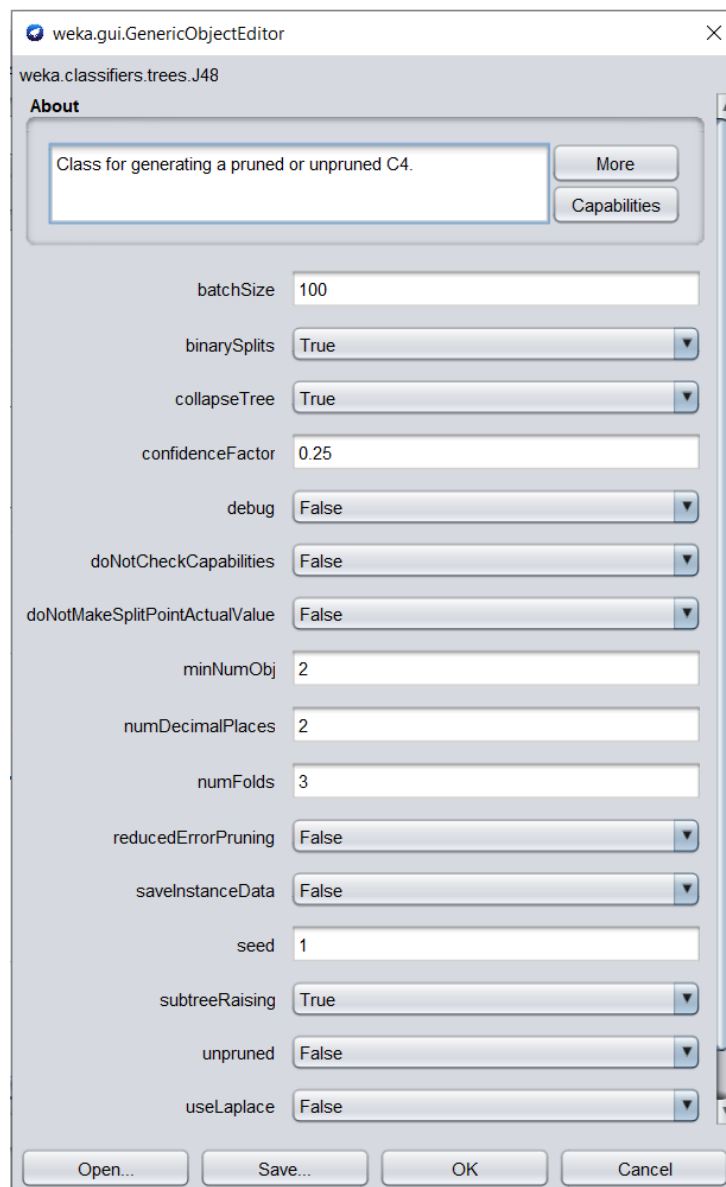 weka.gui.GenericObjectEditor
weka.classifiers.trees.J48
About
Class for generating a pruned or unpruned C4.
More
Capabilities
batchSize 100
binarySplits True
collapseTree True
confidenceFactor 0.25
debug False
doNotCheckCapabilities False
doNotMakeSplitPointActualValue False
minNumObj 2
numDecimalPlaces 2
numFolds 3
reducedErrorPruning False
saveInstanceData False
seed 1
subtreeRaising True
unpruned False
useLaplace False
Open... Save... OK Cancel